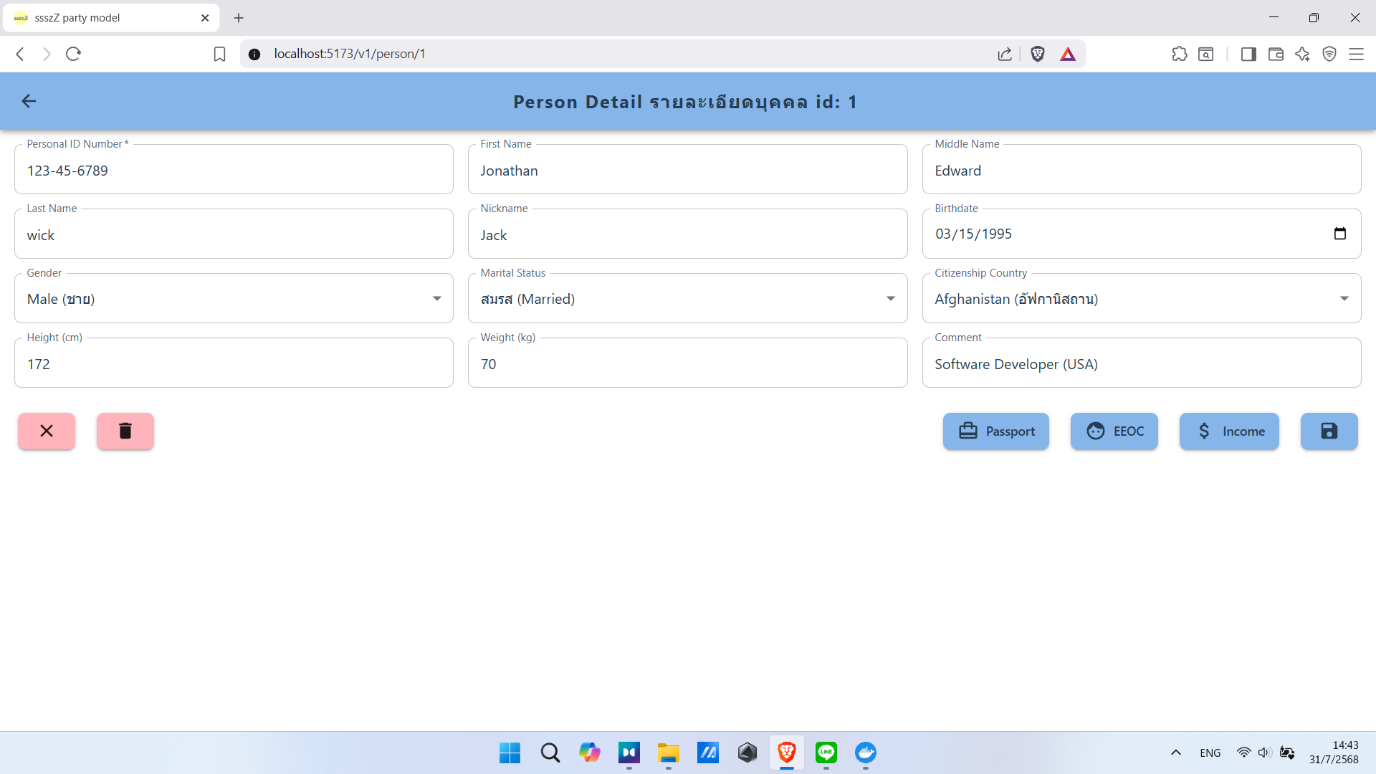 ssszZ party model
localhost:5173/v1/person/1
Person Detail รายละเอียดบุคคล id: 1
Personal ID Number *
First Name
Middle Name
123-45-6789
Jonathan
Edward
Last Name
Nickname
Birthdate
wick
Jack
03/15/1995
Gender
Marital Status
Citizenship Country
Male (ชาย)
สมรส (Married)
Afghanistan (อัฟกานิสถาน)
Height (cm)
Weight (kg)
Comment
172
70
Software Developer (USA)
Passport
EEOC
Income
ENG
14:43
31/7/2568